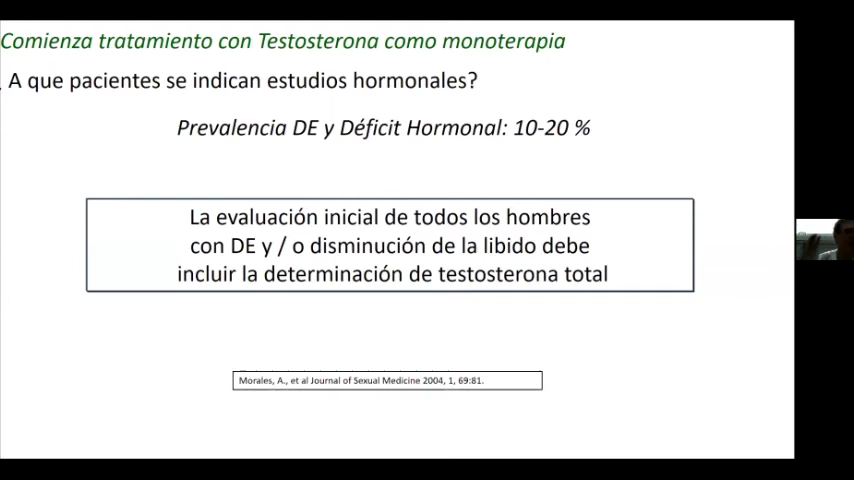 Comienza tratamiento con Testosterona como monoterapia
A que pacientes se indican estudios hormonales?
Prevalencia DE y Déficit Hormonal: 10-20 %
La evaluación inicial de todos los hombres
con DE y / o disminución de la libido debe
incluir la determinación de testosterona total
Morales, A., et al Journal of Sexual Medicine 2004, 1, 69:81.